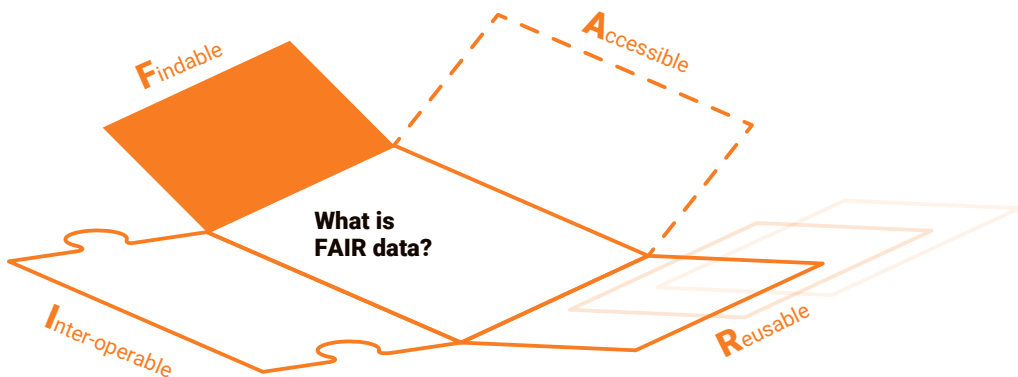 Findable
Accessible
What is
FAIR data?
Inter-operable
Reusable